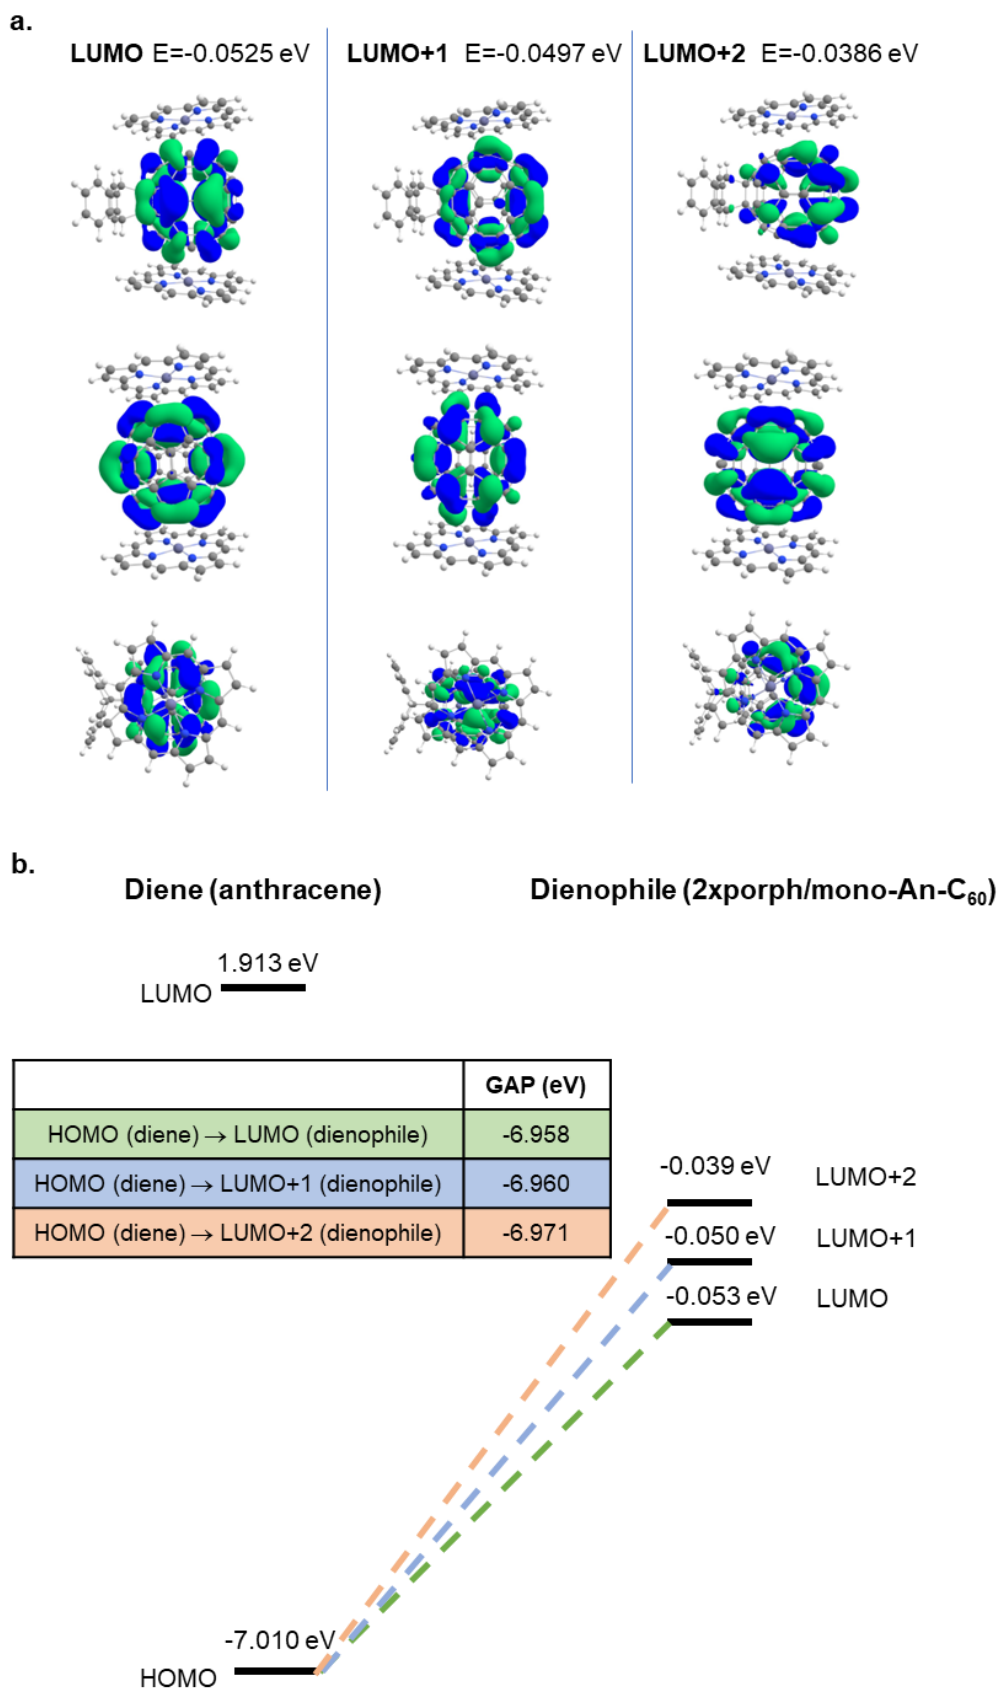 a.
LUMO E=-0.0525 eV
LUMO+1 E=-0.0497 eV
LUMO+2 E=-0.0386 eV
b.
Diene (anthracene)
Dienophile (2xporph/mono-An-C₆₀)
1.913 eV
LUMO
GAP (eV)
HOMO (diene) → LUMO (dienophile) -6.958
HOMO (diene) → LUMO+1 (dienophile) -6.960
HOMO (diene) → LUMO+2 (dienophile) -6.971
-0.039 eV LUMO+2
-0.050 eV LUMO+1
-0.053 eV LUMO
-7.010 eV
HOMO